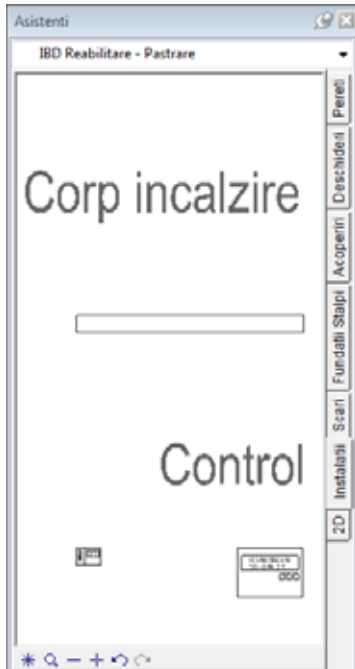 Asistenti
IBD Reabilitare - Pastrare
Corp incalzire
Control
Pereti
Deschideri
Acoperiri
Fundatii Stalpi
Scari
Instalatii
2D